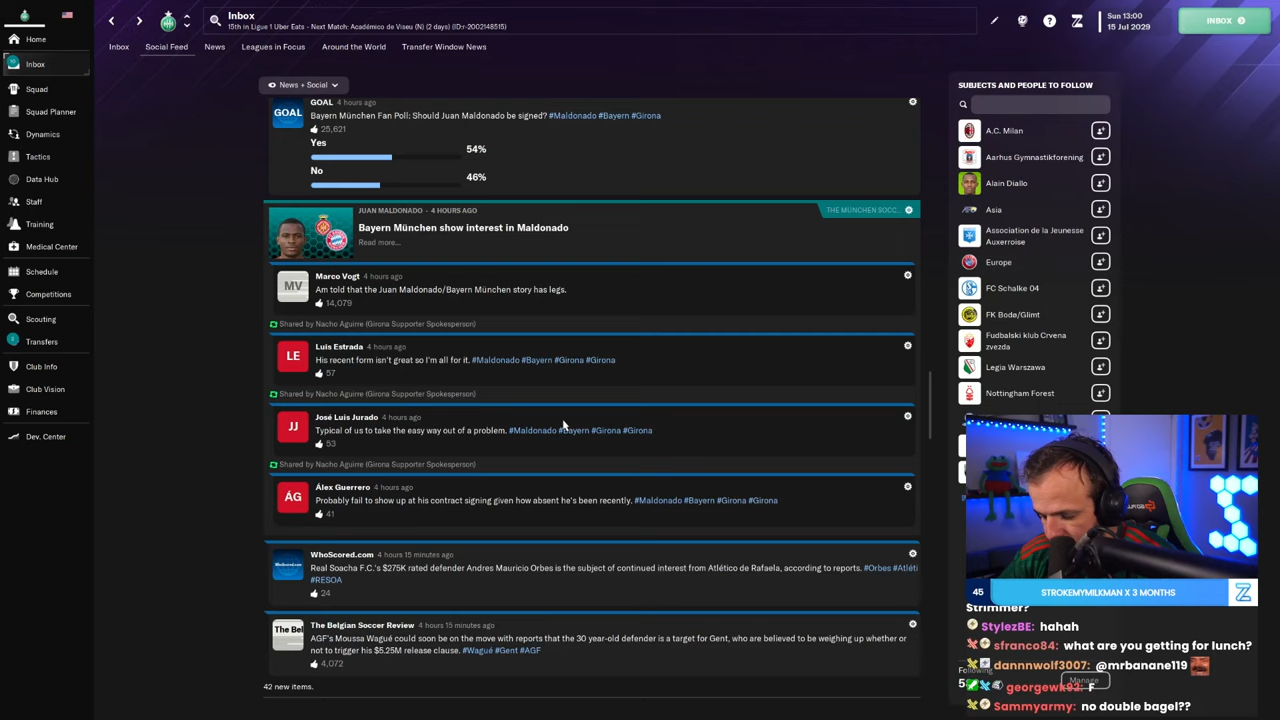 Home
Inbox
Squad
Squad Planner
Dynamics
Tactics
Data Hub
Staff
Training
Medical Center
Schedule
Competitions
Scouting
Transfers
Club Info
Club Vision
Finances
Dev. Center
Inbox
15th in Ligue 1 Uber Eats - Next Match: Académico de Viseu (N) (2 days) (ID:r-2002148515)
Sun 13:00
15 Jul 2029
INBOX
Inbox
Social Feed
News
Leagues in Focus
Around the World
Transfer Window News
News + Social
GOAL
GOAL 4 hours ago
Bayern München Fan Poll: Should Juan Maldonado be signed? #Maldonado #Bayern #Girona
25,621
Yes
54%
No
46%
JUAN MALDONADO - 4 HOURS AGO
THE MUNCHEN SOCC...
Bayern München show interest in Maldonado
Read more...
MV
Marco Vogt 4 hours ago
Am told that the Juan Maldonado/Bayern München story has legs.
14,079
Shared by Nacho Aguirre (Girona Supporter Spokesperson)
LE
Luis Estrada 4 hours ago
His recent form isn't great so I'm all for it. #Maldonado #Bayern #Girona #Girona
57
Shared by Nacho Aguirre (Girona Supporter Spokesperson)
JJ
José Luis Jurado 4 hours ago
Typical of us to take the easy way out of a problem. #Maldonado #Bayern #Girona #Girona
53
Shared by Nacho Aguirre (Girona Supporter Spokesperson)
ÁG
Álex Guerrero 4 hours ago
Probably fail to show up at his contract signing given how absent he's been recently. #Maldonado #Bayern #Girona #Girona
41
WhoScored.com
WhoScored.com 4 hours 15 minutes ago
Real Soacha F.C.'s $275K rated defender Andres Mauricio Orbes is the subject of continued interest from Atlético de Rafaela, according to reports. #Orbes #Atléti
#RESOA
24
The Bel
The Belgian Soccer Review 4 hours 15 minutes ago
AGF's Moussa Wagué could soon be on the move with reports that the 30 year-old defender is a target for Gent, who are believed to be weighing up whether or
not to trigger his $5.25M release clause. #Wagué #Gent #AGF
4,072
42 new items.
SUBJECTS AND PEOPLE TO FOLLOW
A.C. Milan
Aarhus Gymnastikforening
Alain Diallo
Asia
Association de la Jeunesse
Auxerroise
Europe
FC Schalke 04
FK Bodø/Glimt
Fudbalski klub Crvena
zvezda
Legia Warszawa
Nottingham Forest
45
STROKEMYMILKMAN X 3 MONTHS
Strimmer?
StylezBE: hahah
sfranco84: what are you getting for lunch?
dannnwolf3007: @mrbanane119
Following
Manage
georgewk92: F
Sammyarmy: no double bagel??